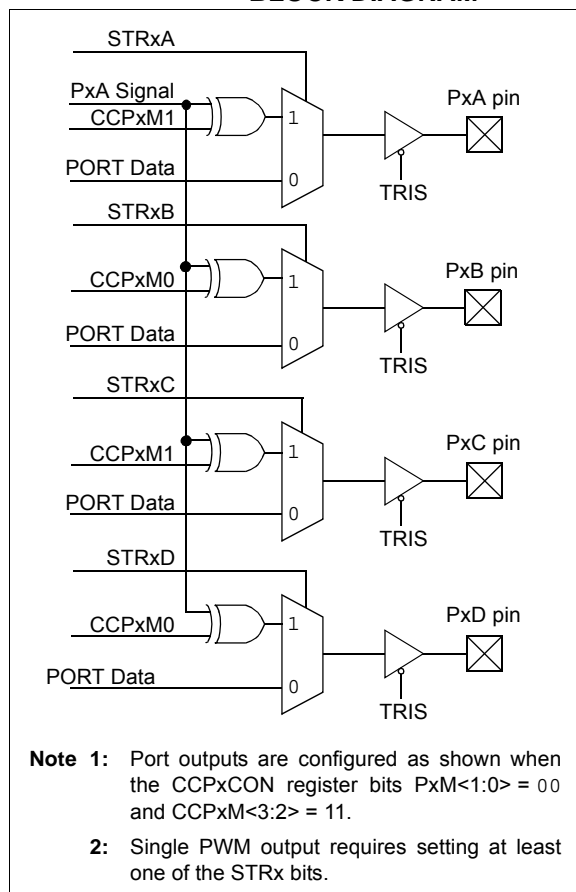 BLOCK DIAGRAM
STRxA
PxA Signal
PxA pin
CCPxM1
1
PORT Data
0
TRIS
STRxB
PxB pin
CCPxM0
1
PORT Data
0
TRIS
STRxC
PxC pin
CCPxM1
1
PORT Data
0
TRIS
STRxD
PxD pin
CCPxM0
1
PORT Data
0
TRIS
Note 1: Port outputs are configured as shown when
the CCPxCON register bits PxM<1:0> = 00
and CCPxM<3:2> = 11.
2: Single PWM output requires setting at least
one of the STRx bits.